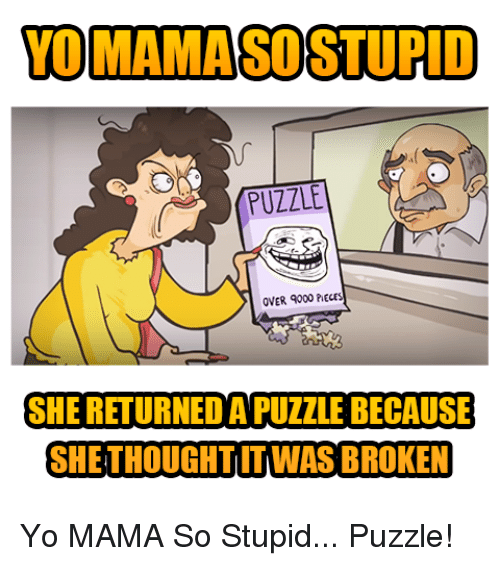 YO MAMA SO STUPID
PUZZLE
OVER 9000 PIECES
SHE RETURNED A PUZZLE BECAUSE
SHE THOUGHT IT WAS BROKEN
Yo MAMA So Stupid... Puzzle!